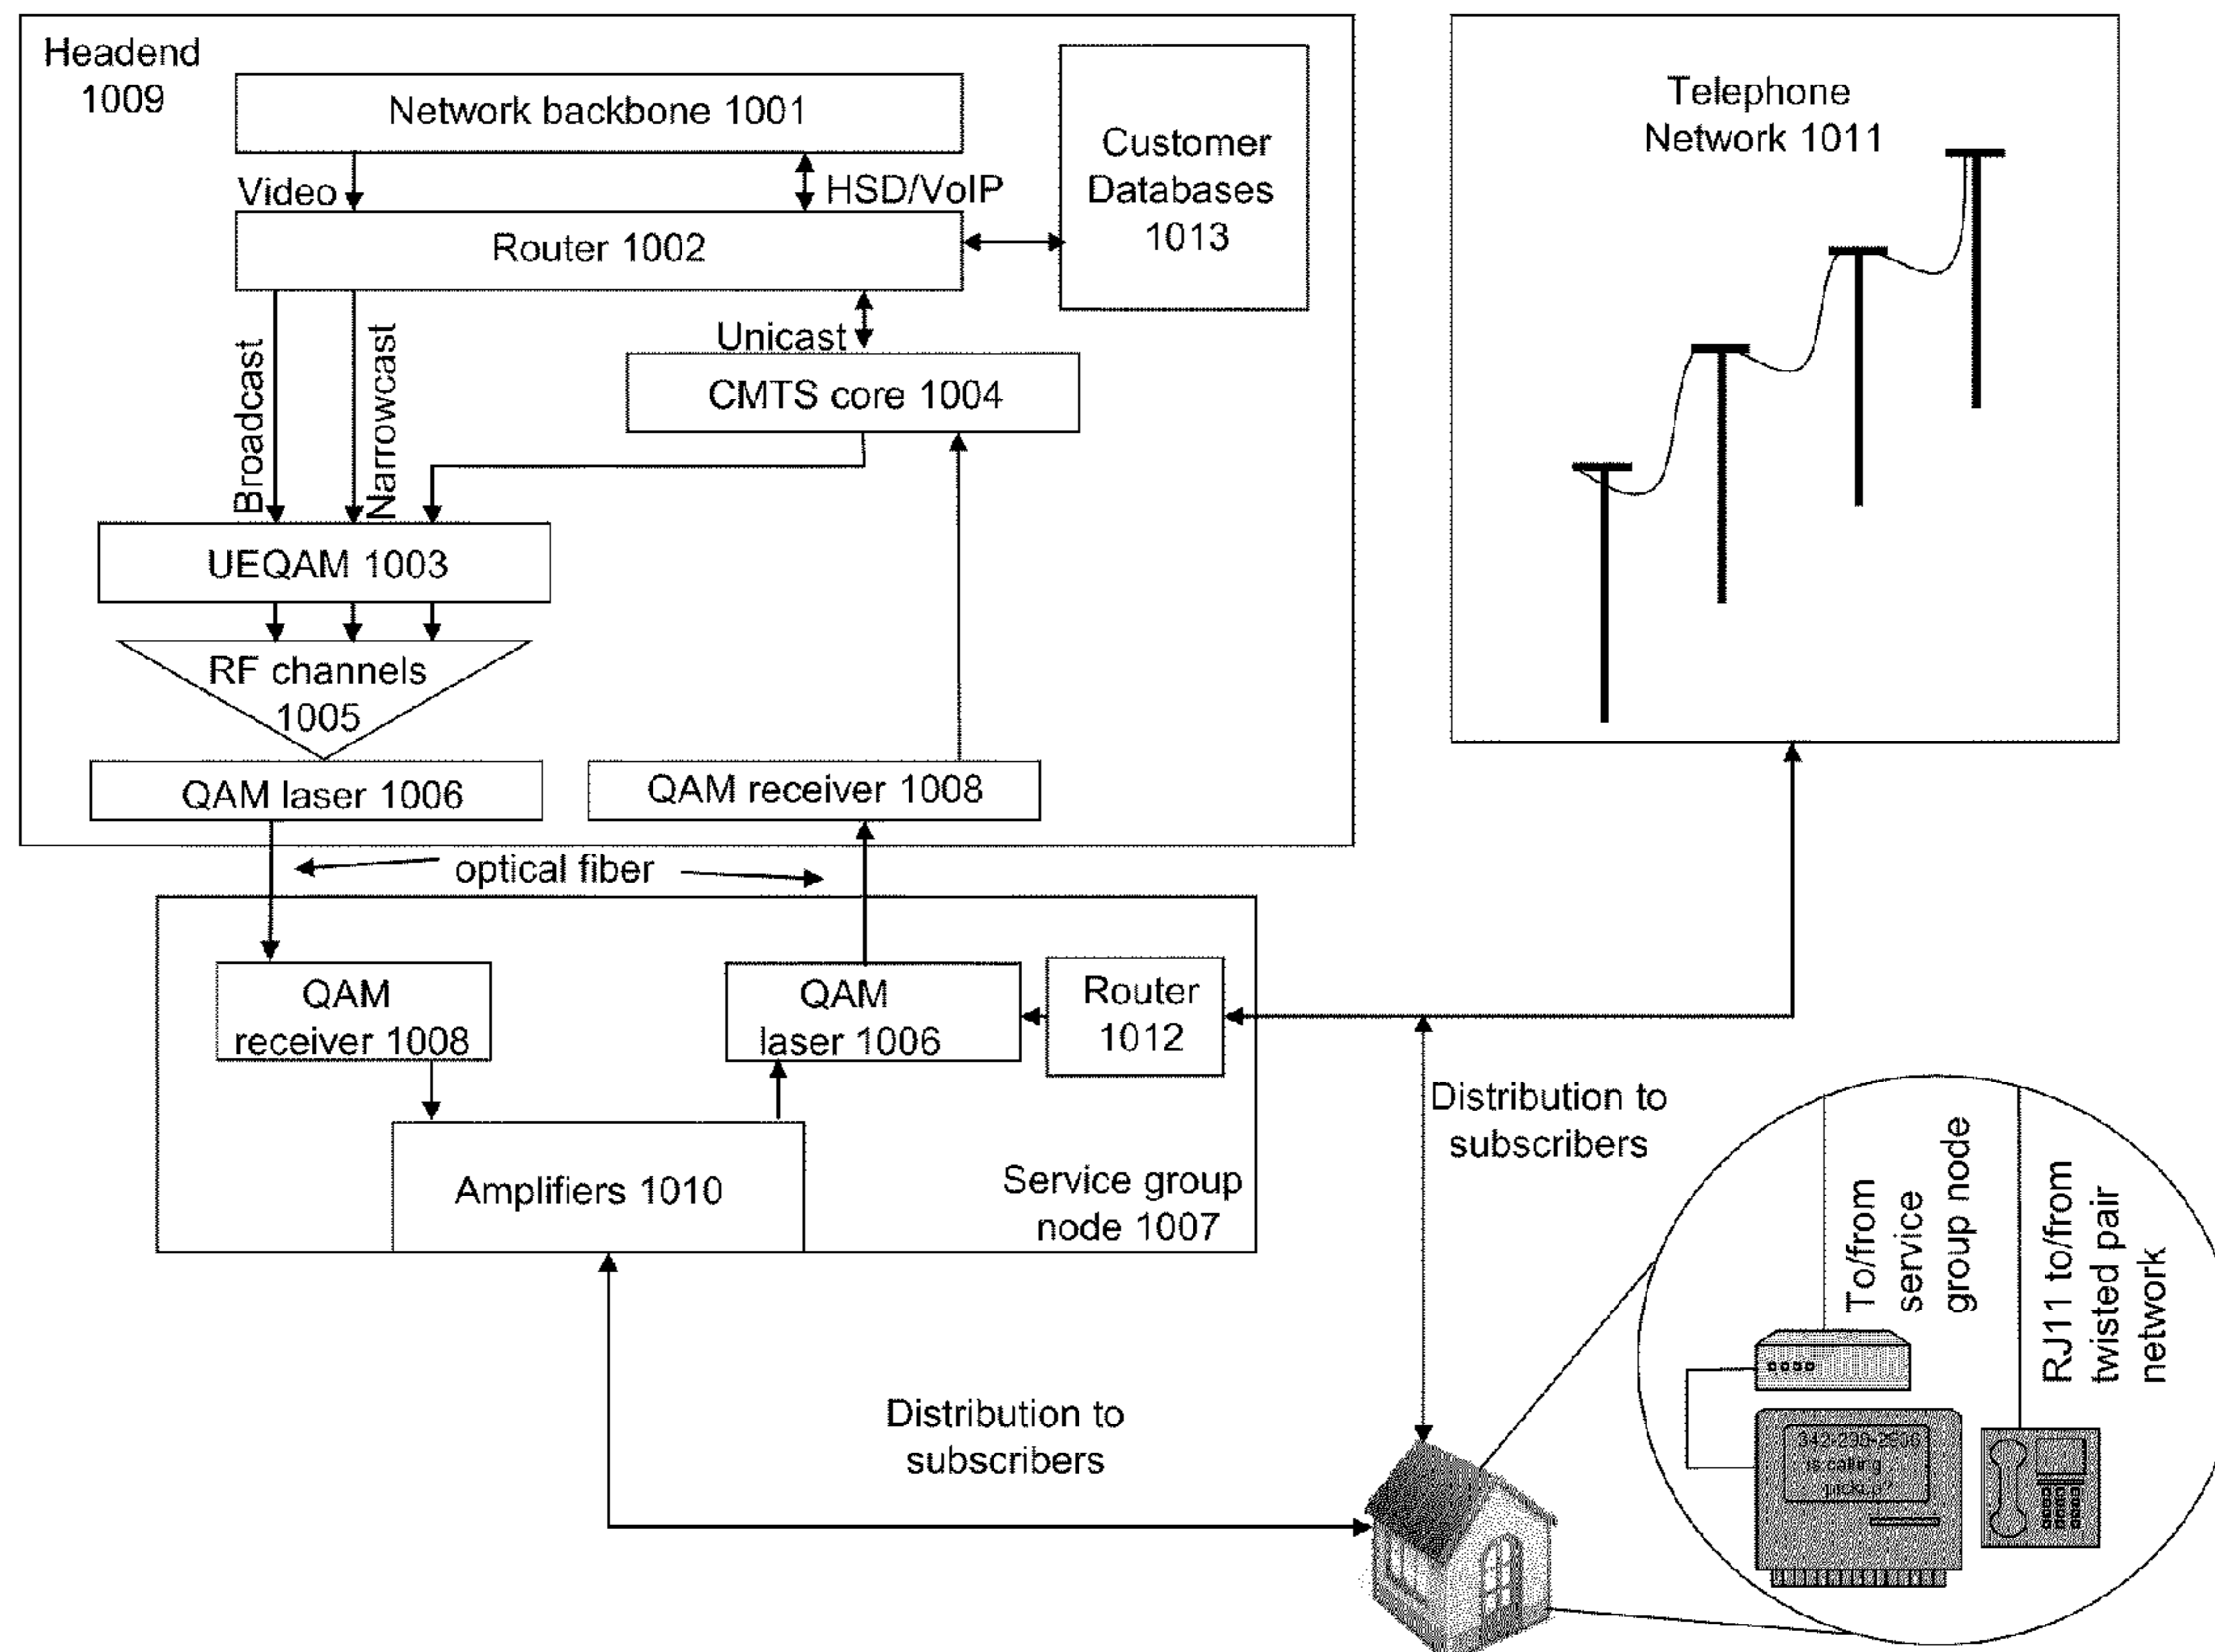 Headend
1009
Network backbone 1001
Customer
Databases
1013
Video
HSD/VoIP
Router 1002
Broadcast
Narrowcast
Unicast
CMTS core 1004
UEQAM 1003
RF channels
1005
QAM laser 1006
QAM receiver 1008
Telephone
Network 1011
optical fiber
QAM
receiver 1008
QAM
laser 1006
Router
1012
Amplifiers 1010
Service group
node 1007
Distribution to
subscribers
Distribution to
subscribers
To/from
service
group node
RJ11 to/from
twisted pair
network
is calling
pickup?